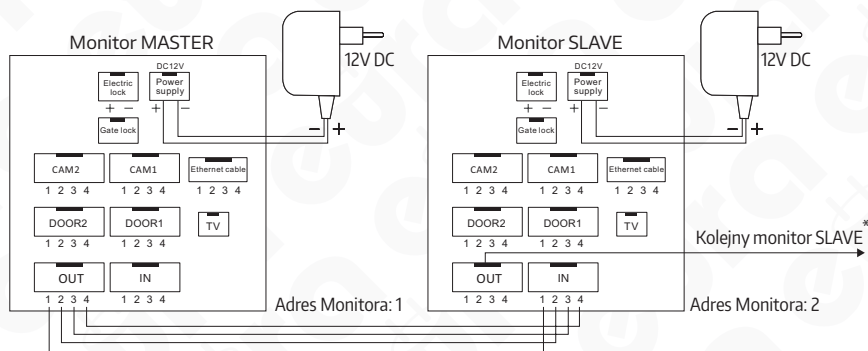 Monitor MASTER
12V DC
DC12V
Electric lock
Power supply
+ − + −
− +
Gate lock
CAM2 CAM1 Ethernet cable
1 2 3 4 1 2 3 4 1 2 3 4
DOOR2 DOOR1 TV
1 2 3 4 1 2 3 4
OUT IN
1 2 3 4 1 2 3 4
Adres Monitora: 1
Monitor SLAVE
12V DC
DC12V
Electric lock
Power supply
+ − + −
− +
Gate lock
CAM2 CAM1 Ethernet cable
1 2 3 4 1 2 3 4 1 2 3 4
DOOR2 DOOR1 TV
1 2 3 4 1 2 3 4
Kolejny monitor SLAVE*
OUT IN
1 2 3 4 1 2 3 4
Adres Monitora: 2